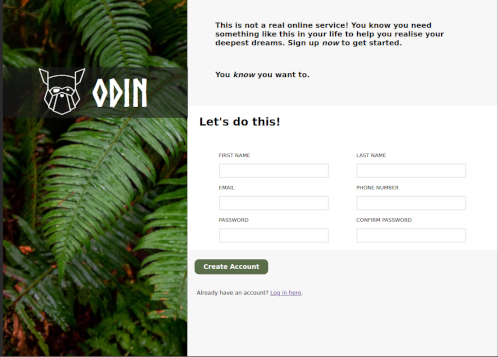 ODIN
This is not a real online service! You know you need
something like this in your life to help you realise your
deepest dreams. Sign up now to get started.
You know you want to.
Let's do this!
FIRST NAME
LAST NAME
EMAIL
PHONE NUMBER
PASSWORD
CONFIRM PASSWORD
Create Account
Already have an account? Log in here.